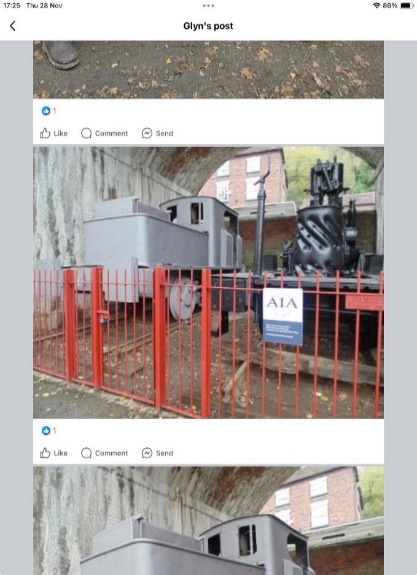 17:25 Thu 28 Nov
86%
Glyn's post
1
Like Comment Send
AIA
1
Like Comment Send